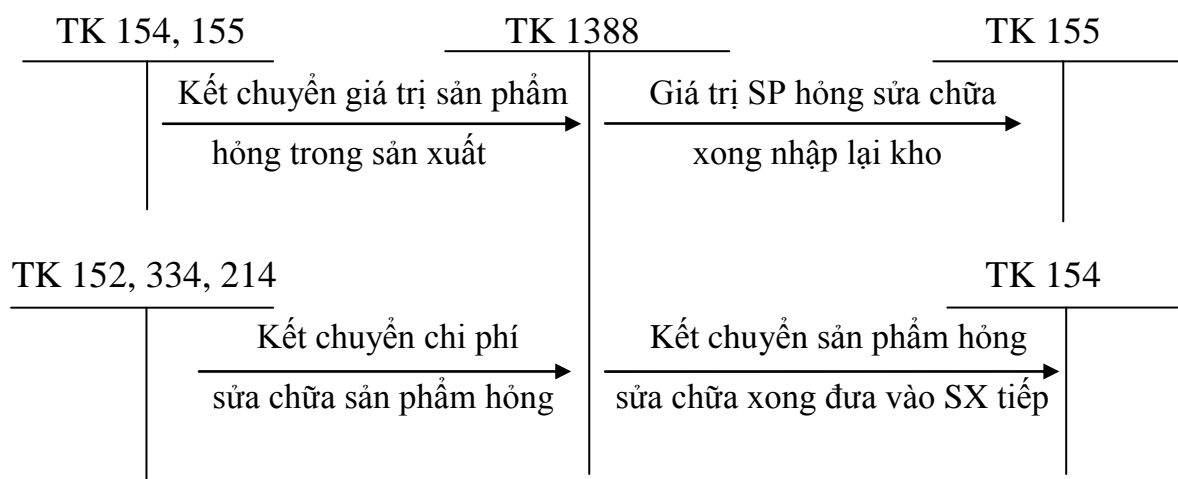 TK 154, 155
TK 1388
TK 155
Kết chuyển giá trị sản phẩm
hỏng trong sản xuất
Giá trị SP hỏng sửa chữa
xong nhập lại kho
TK 152, 334, 214
TK 154
Kết chuyển chi phí
sửa chữa sản phẩm hỏng
Kết chuyển sản phẩm hỏng
sửa chữa xong đưa vào SX tiếp